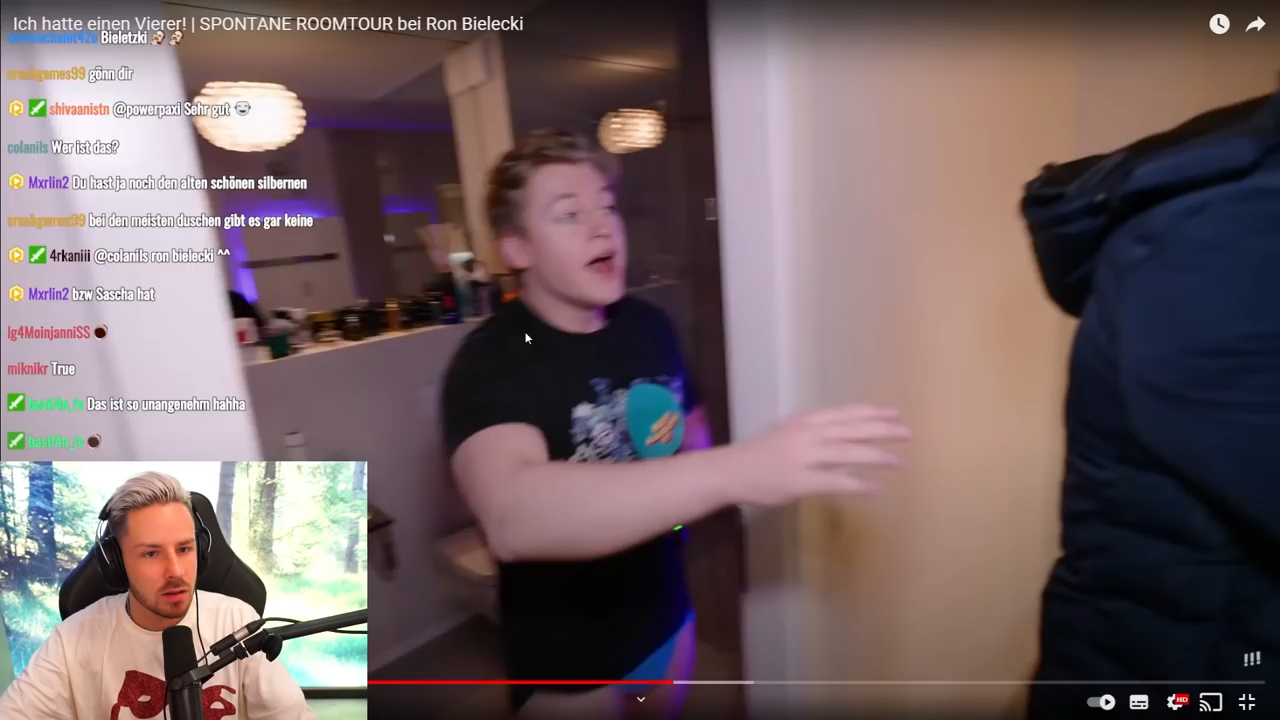 Ich hatte einen Vierer! | SPONTANE ROOMTOUR bei Ron Bielecki
Bieletzki
gönn dir
shivaanistn @powerpaxi Sehr gut
colanils Wer ist das?
Mxrlin2 Du hast ja noch den alten schönen silbernen
bei den meisten duschen gibt es gar keine
4rkaniii @colanils ron bielecki ^^
Mxrlin2 bzw Sascha hat
lg4MoinjanniSS
miknikr True
Das ist so unangenehm hahha
HD